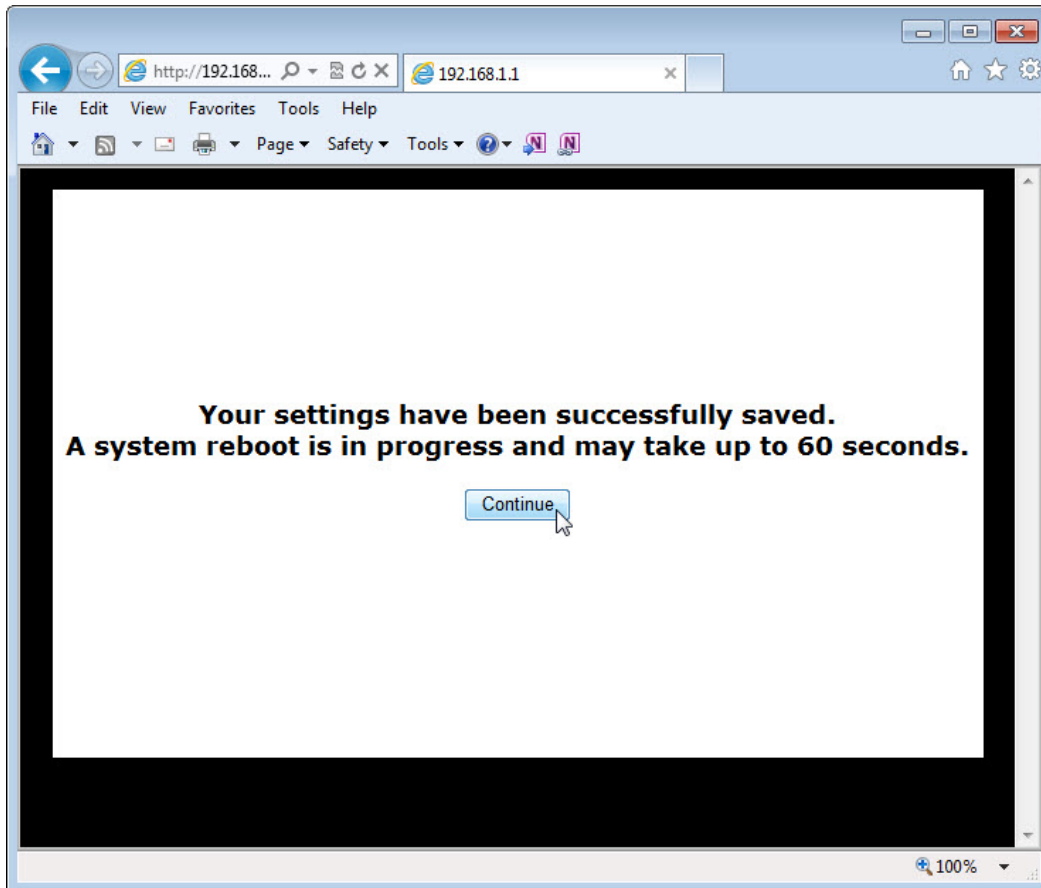 http://192.168... 192.168.1.1
File Edit View Favorites Tools Help
Page Safety Tools
Your settings have been successfully saved.
A system reboot is in progress and may take up to 60 seconds.
Continue
100%